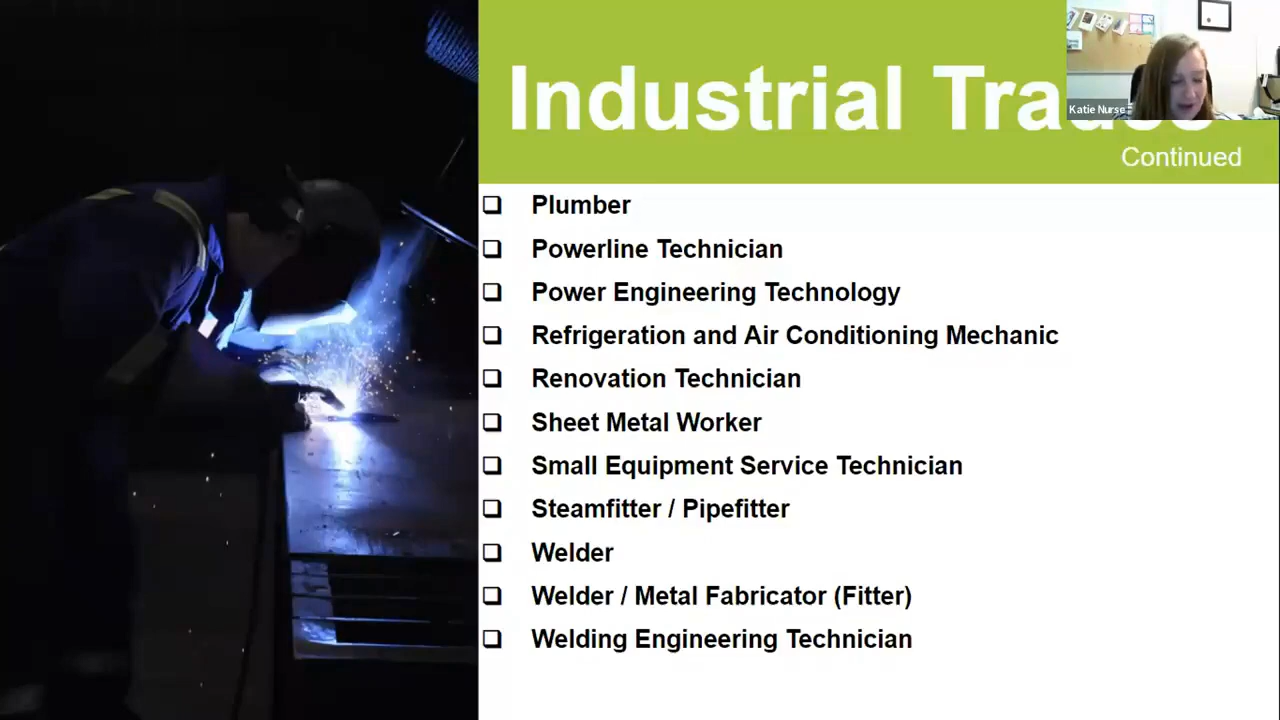 Industrial
Katie Nurse
Continued
Plumber
Powerline Technician
Power Engineering Technology
Refrigeration and Air Conditioning Mechanic
Renovation Technician
Sheet Metal Worker
Small Equipment Service Technician
Steamfitter / Pipefitter
Welder
Welder / Metal Fabricator (Fitter)
Welding Engineering Technician